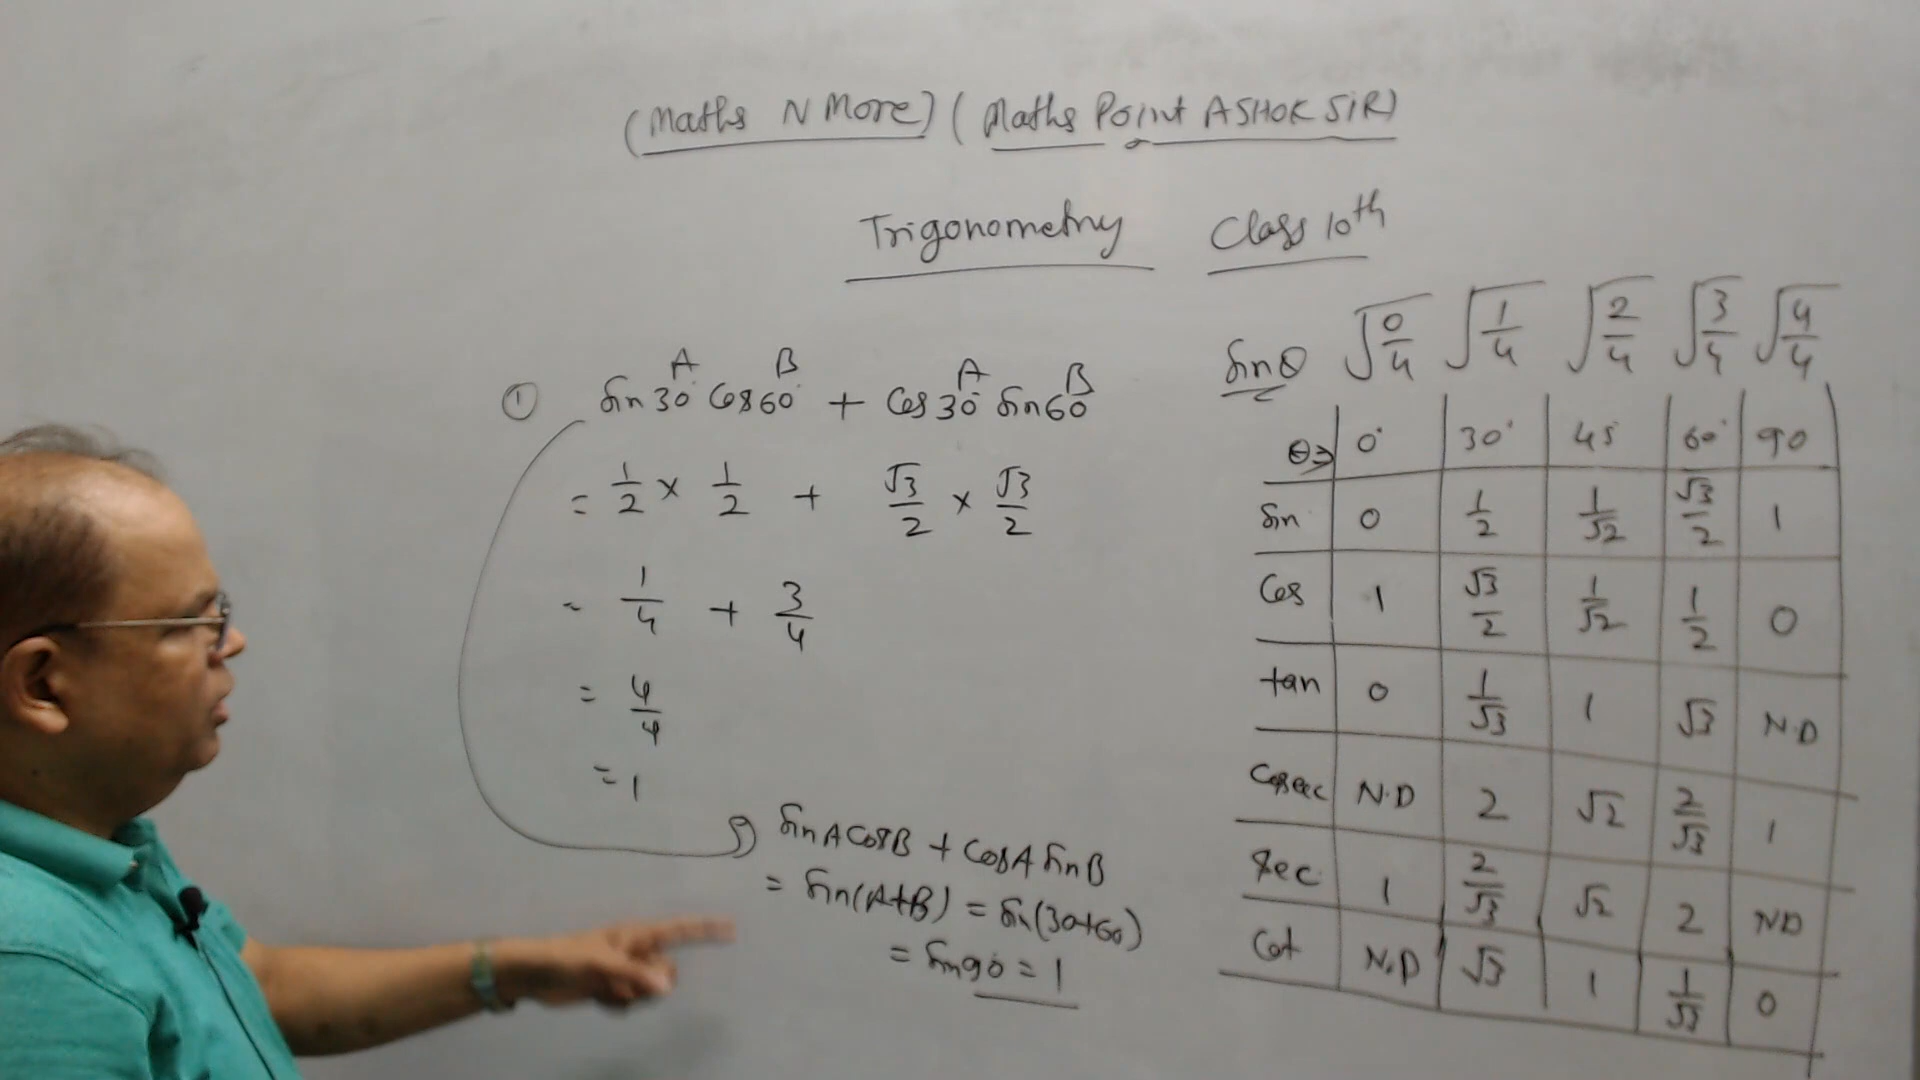 (Maths N More) (Maths Point ASHOK SIR)
Trigonometry Class 10th
① Sin 30° Cos 60° + Cos 30° Sin 60°
A B A B
= 1/2 × 1/2 + √3/2 × √3/2
= 1/4 + 3/4
= 4/4
= 1
Sin A Cos B + Cos A Sin B
= Sin(A+B) = Sin(30+60)
= Sin 90 = 1
Sin θ √0/4 √1/4 √2/4 √3/4 √4/4
θ→ 0° 30° 45 60° 90
Sin 0 1/2 1/√2 √3/2 1
Cos 1 √3/2 1/√2 1/2 0
tan 0 1/√3 1 √3 N.D
Cosec N.D 2 √2 2/√3 1
Sec 1 2/√3 √2 2 ND
Cot N.D √3 1 1/√3 0